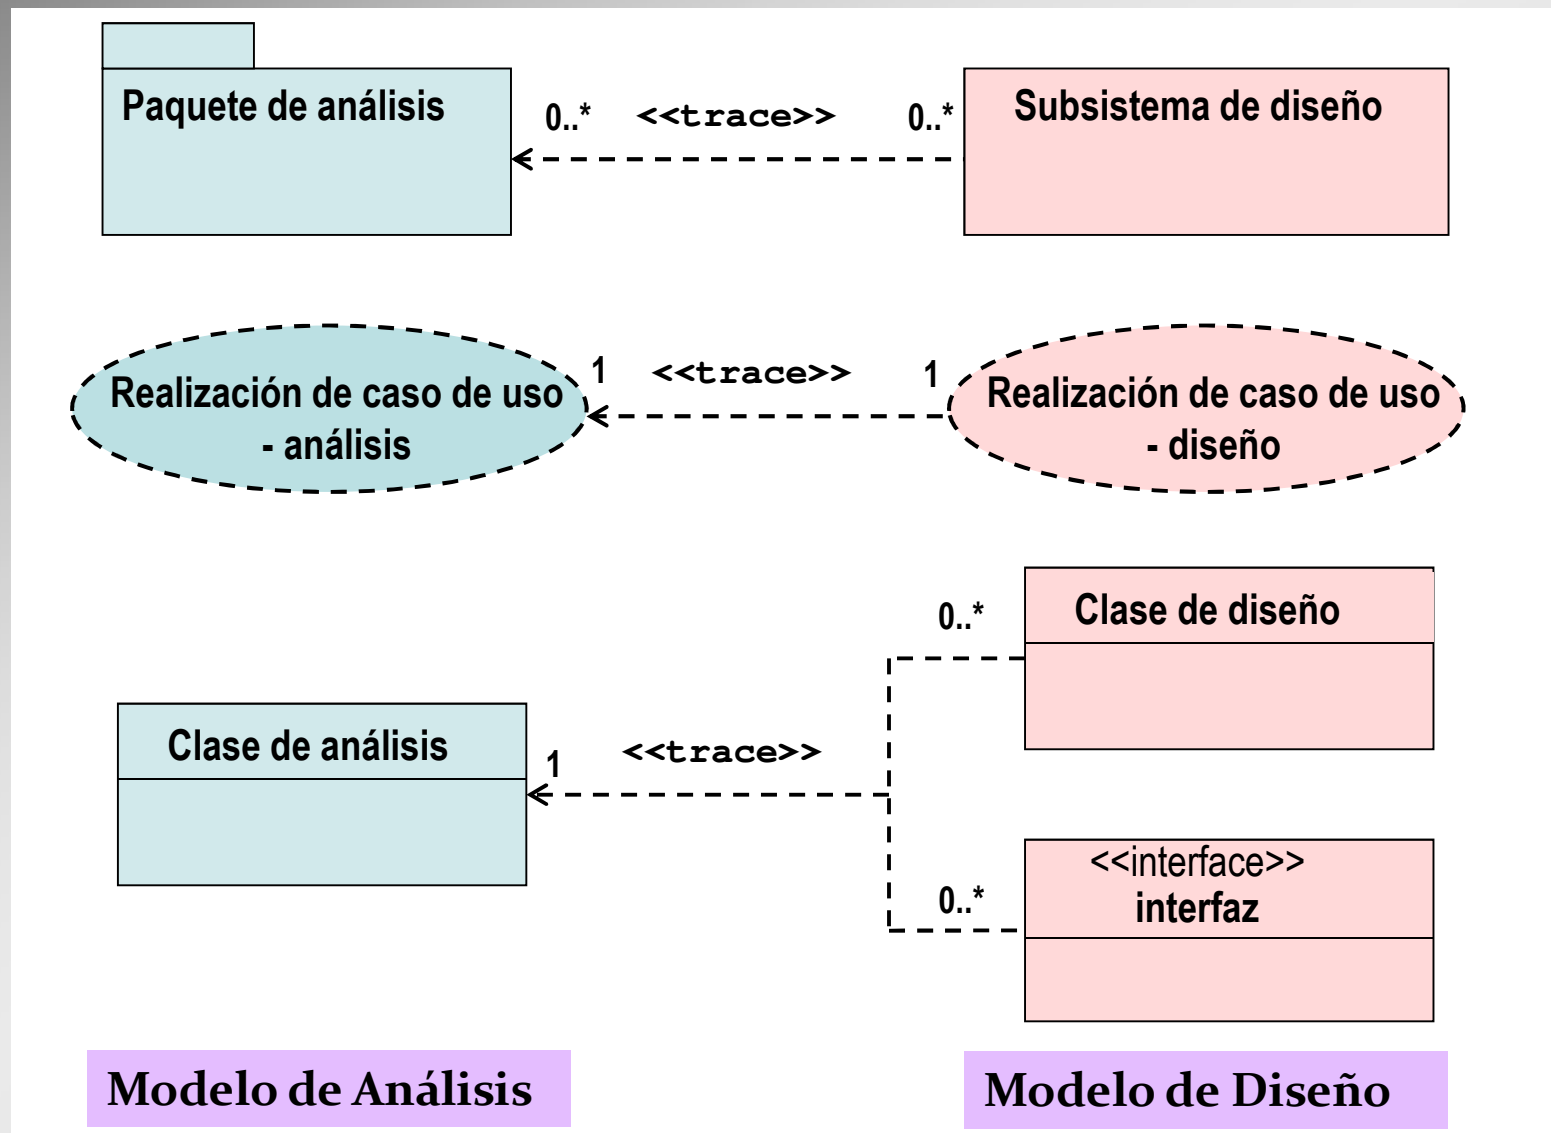 Paquete de análisis
0..*
<<trace>>
0..*
Subsistema de diseño
Realización de caso de uso
- análisis
1
<<trace>>
1
Realización de caso de uso
- diseño
Clase de análisis
1
<<trace>>
0..*
Clase de diseño
0..*
<<interface>>
interfaz
Modelo de Análisis
Modelo de Diseño